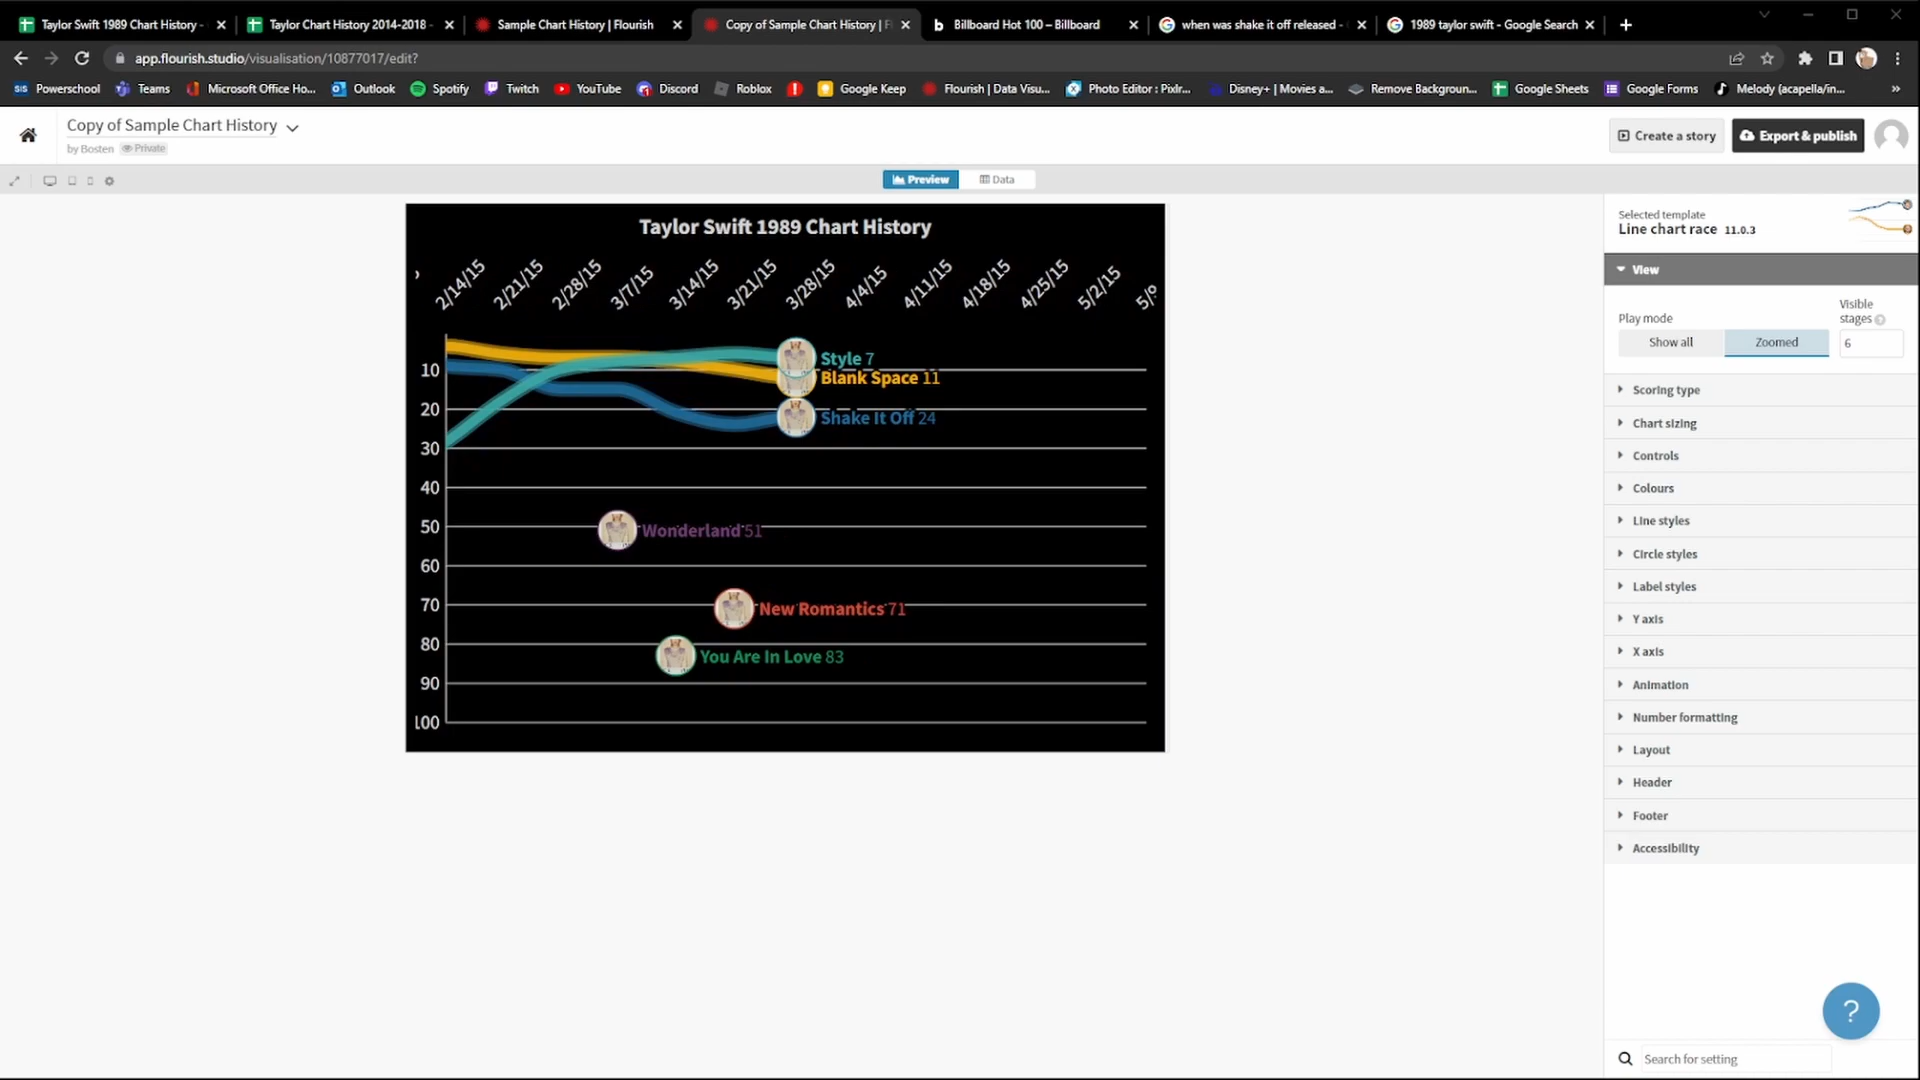 Taylor Swift 1989 Chart History -
Taylor Chart History 2014-2018 -
Sample Chart History | Flourish
Copy of Sample Chart History | F
Billboard Hot 100 – Billboard
when was shake it off released -
1989 taylor swift - Google Search
app.flourish.studio/visualisation/10877017/edit?
SIS Powerschool
Teams
Microsoft Office Ho...
Outlook
Spotify
Twitch
YouTube
Discord
Roblox
Google Keep
Flourish | Data Visu...
Photo Editor : Pixlr...
Disney+ | Movies a...
Remove Backgroun...
Google Sheets
Google Forms
Melody (acapella/in...
»
Copy of Sample Chart History
by Bosten Private
Create a story
Export & publish
Preview
Data
Taylor Swift 1989 Chart History
2/14/15
2/21/15
2/28/15
3/7/15
3/14/15
3/21/15
3/28/15
4/4/15
4/11/15
4/18/15
4/25/15
5/2/15
Style 7
Blank Space 11
Shake It Off 24
Wonderland 51
New Romantics 71
You Are In Love 83
10
20
30
40
50
60
70
80
90
100
Selected template
Line chart race 11.0.3
View
Play mode
Visible
stages ?
Show all
Zoomed
6
Scoring type
Chart sizing
Controls
Colours
Line styles
Circle styles
Label styles
Y axis
X axis
Animation
Number formatting
Layout
Header
Footer
Accessibility
?
Search for setting